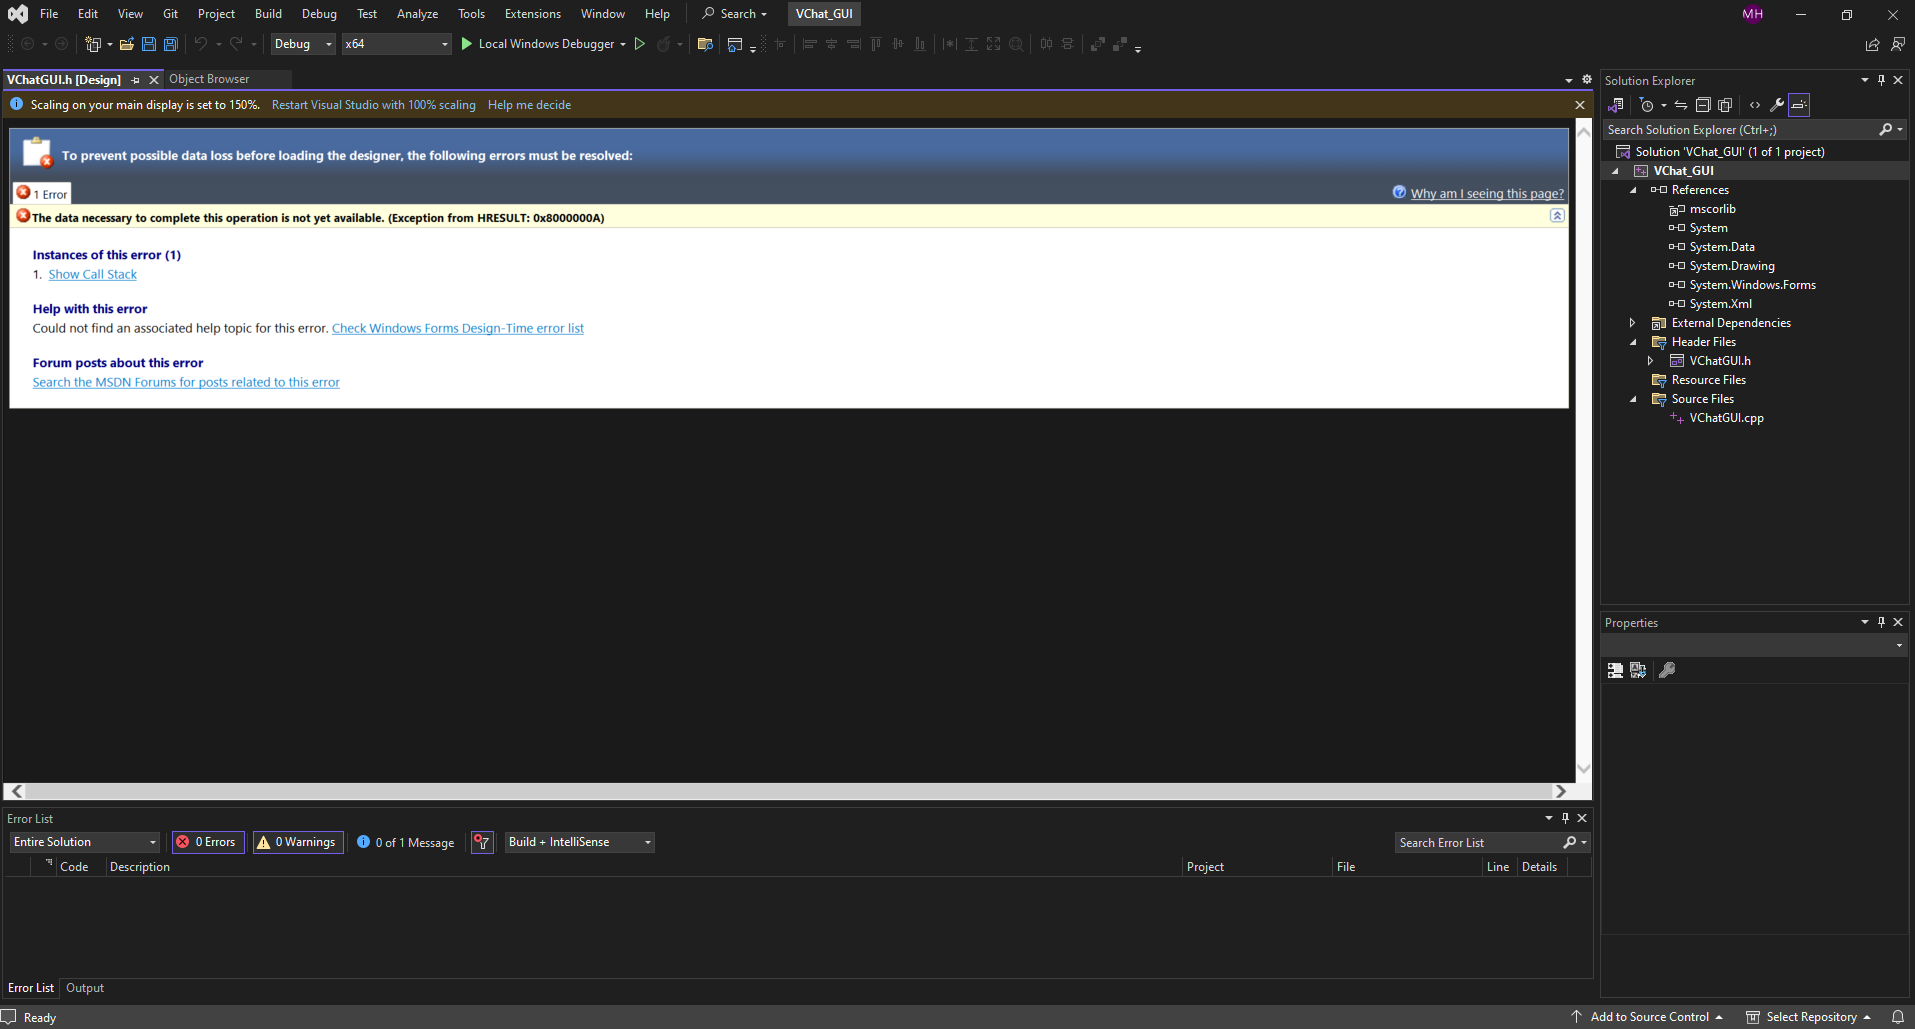 File Edit View Git Project Build Debug Test Analyze Tools Extensions Window Help Search VChat_GUI MH
Debug x64 Local Windows Debugger
VChatGUI.h [Design] Object Browser
Scaling on your main display is set to 150%. Restart Visual Studio with 100% scaling Help me decide
To prevent possible data loss before loading the designer, the following errors must be resolved:
1 Error Why am I seeing this page?
The data necessary to complete this operation is not yet available. (Exception from HRESULT: 0x8000000A)
Instances of this error (1)
1. Show Call Stack
Help with this error
Could not find an associated help topic for this error. Check Windows Forms Design-Time error list
Forum posts about this error
Search the MSDN Forums for posts related to this error
Solution Explorer
Search Solution Explorer (Ctrl+;)
Solution 'VChat_GUI' (1 of 1 project)
VChat_GUI
References
mscorlib
System
System.Data
System.Drawing
System.Windows.Forms
System.Xml
External Dependencies
Header Files
VChatGUI.h
Resource Files
Source Files
VChatGUI.cpp
Properties
Error List
Entire Solution 0 Errors 0 Warnings 0 of 1 Message Build + IntelliSense Search Error List
Code Description Project File Line Details
Error List Output
Ready Add to Source Control Select Repository